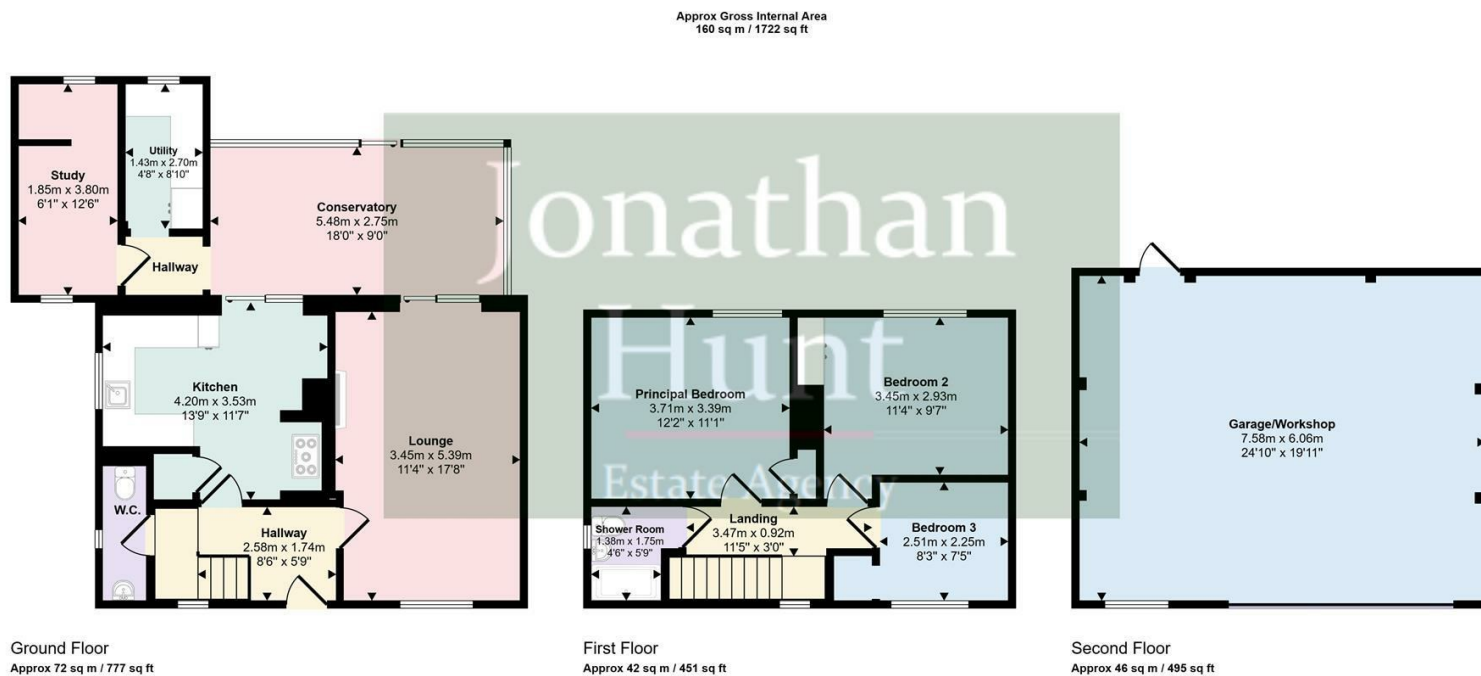 Approx Gross Internal Area
160 sq m / 1722 sq ft
Study
1.85m x 3.80m
6'1" x 12'6"
Utility
1.43m x 2.70m
4'8" x 8'10"
Hallway
Conservatory
5.48m x 2.75m
18'0" x 9'0"
Kitchen
4.20m x 3.53m
13'9" x 11'7"
Lounge
3.45m x 5.39m
11'4" x 17'8"
W.C.
Hallway
2.58m x 1.74m
8'6" x 5'9"
Ground Floor
Approx 72 sq m / 777 sq ft
Jonathan
Hunt
Estate Agency
Principal Bedroom
3.71m x 3.39m
12'2" x 11'1"
Bedroom 2
3.45m x 2.93m
11'4" x 9'7"
Shower Room
1.38m x 1.75m
4'6" x 5'9"
Landing
3.47m x 0.92m
11'5" x 3'0"
Bedroom 3
2.51m x 2.25m
8'3" x 7'5"
First Floor
Approx 42 sq m / 451 sq ft
Garage/Workshop
7.58m x 6.06m
24'10" x 19'11"
Second Floor
Approx 46 sq m / 495 sq ft